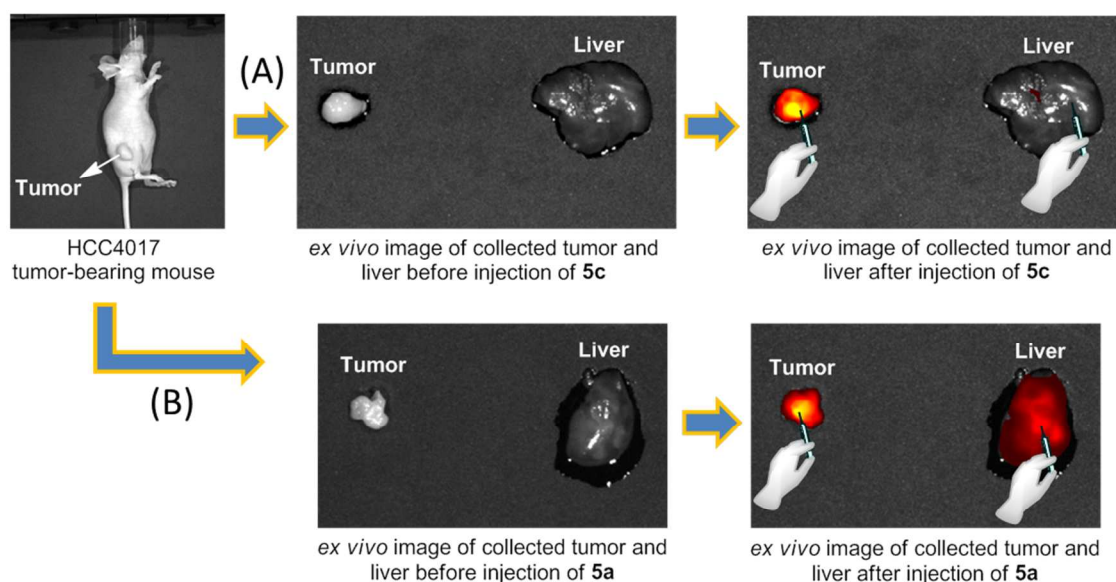 (A)
Tumor
HCC4017
tumor-bearing mouse
Tumor
Liver
ex vivo image of collected tumor and
liver before injection of 5c
Tumor
Liver
ex vivo image of collected tumor and
liver after injection of 5c
(B)
Tumor
Liver
ex vivo image of collected tumor and
liver before injection of 5a
Tumor
Liver
ex vivo image of collected tumor and
liver after injection of 5a